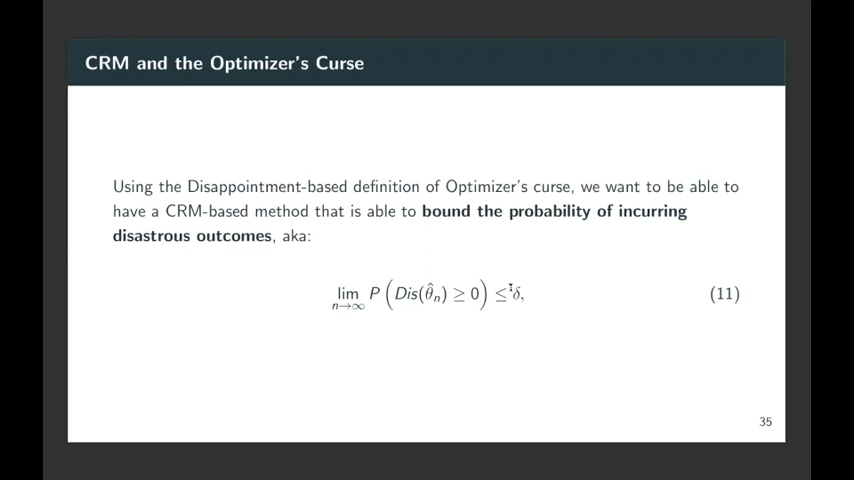 CRM and the Optimizer's Curse
Using the Disappointment-based definition of Optimizer's curse, we want to be able to
have a CRM-based method that is able to bound the probability of incurring
disastrous outcomes, aka:
lim_{n→∞} P ( Dis(θ̂_n) ≥ 0 ) ≤ δ, (11)
35